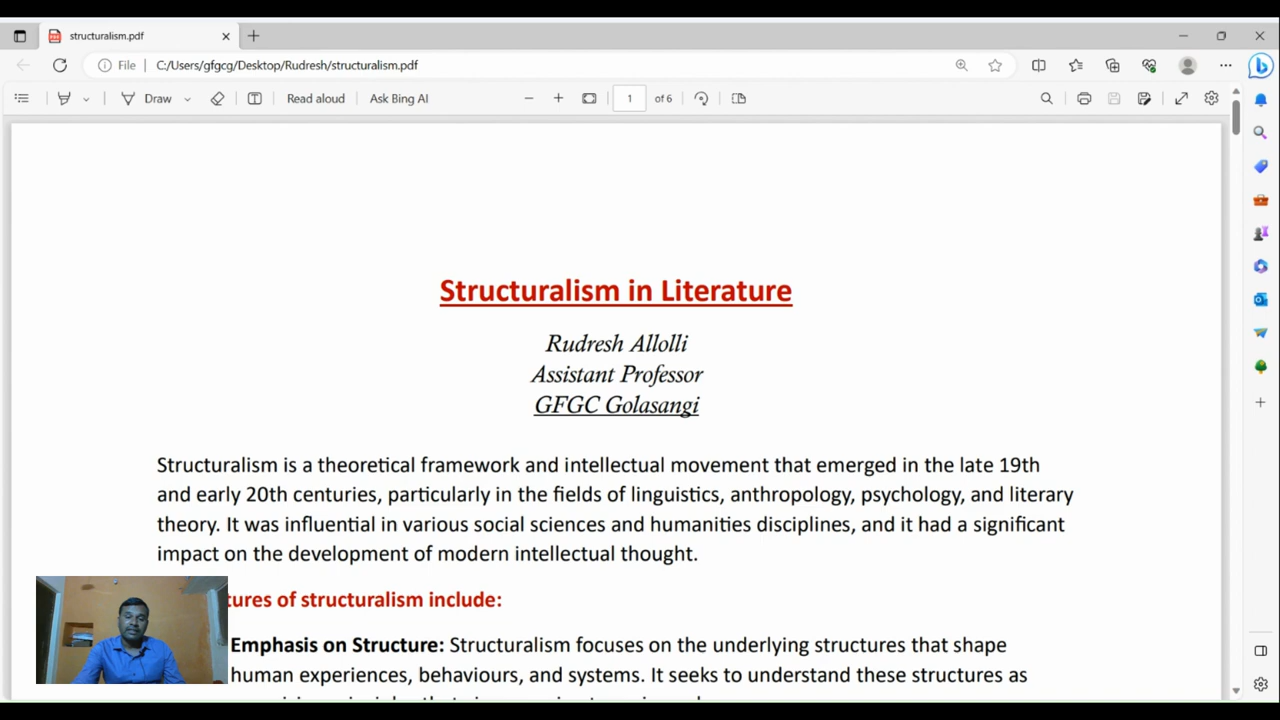 structuralism.pdf
File
C:/Users/gfgcg/Desktop/Rudresh/structuralism.pdf
Draw
Read aloud
Ask Bing AI
1 of 6
Structuralism in Literature
Rudresh Allolli
Assistant Professor
GFGC Golasangi
Structuralism is a theoretical framework and intellectual movement that emerged in the late 19th
and early 20th centuries, particularly in the fields of linguistics, anthropology, psychology, and literary
theory. It was influential in various social sciences and humanities disciplines, and it had a significant
impact on the development of modern intellectual thought.
tures of structuralism include:
Emphasis on Structure: Structuralism focuses on the underlying structures that shape
human experiences, behaviours, and systems. It seeks to understand these structures as